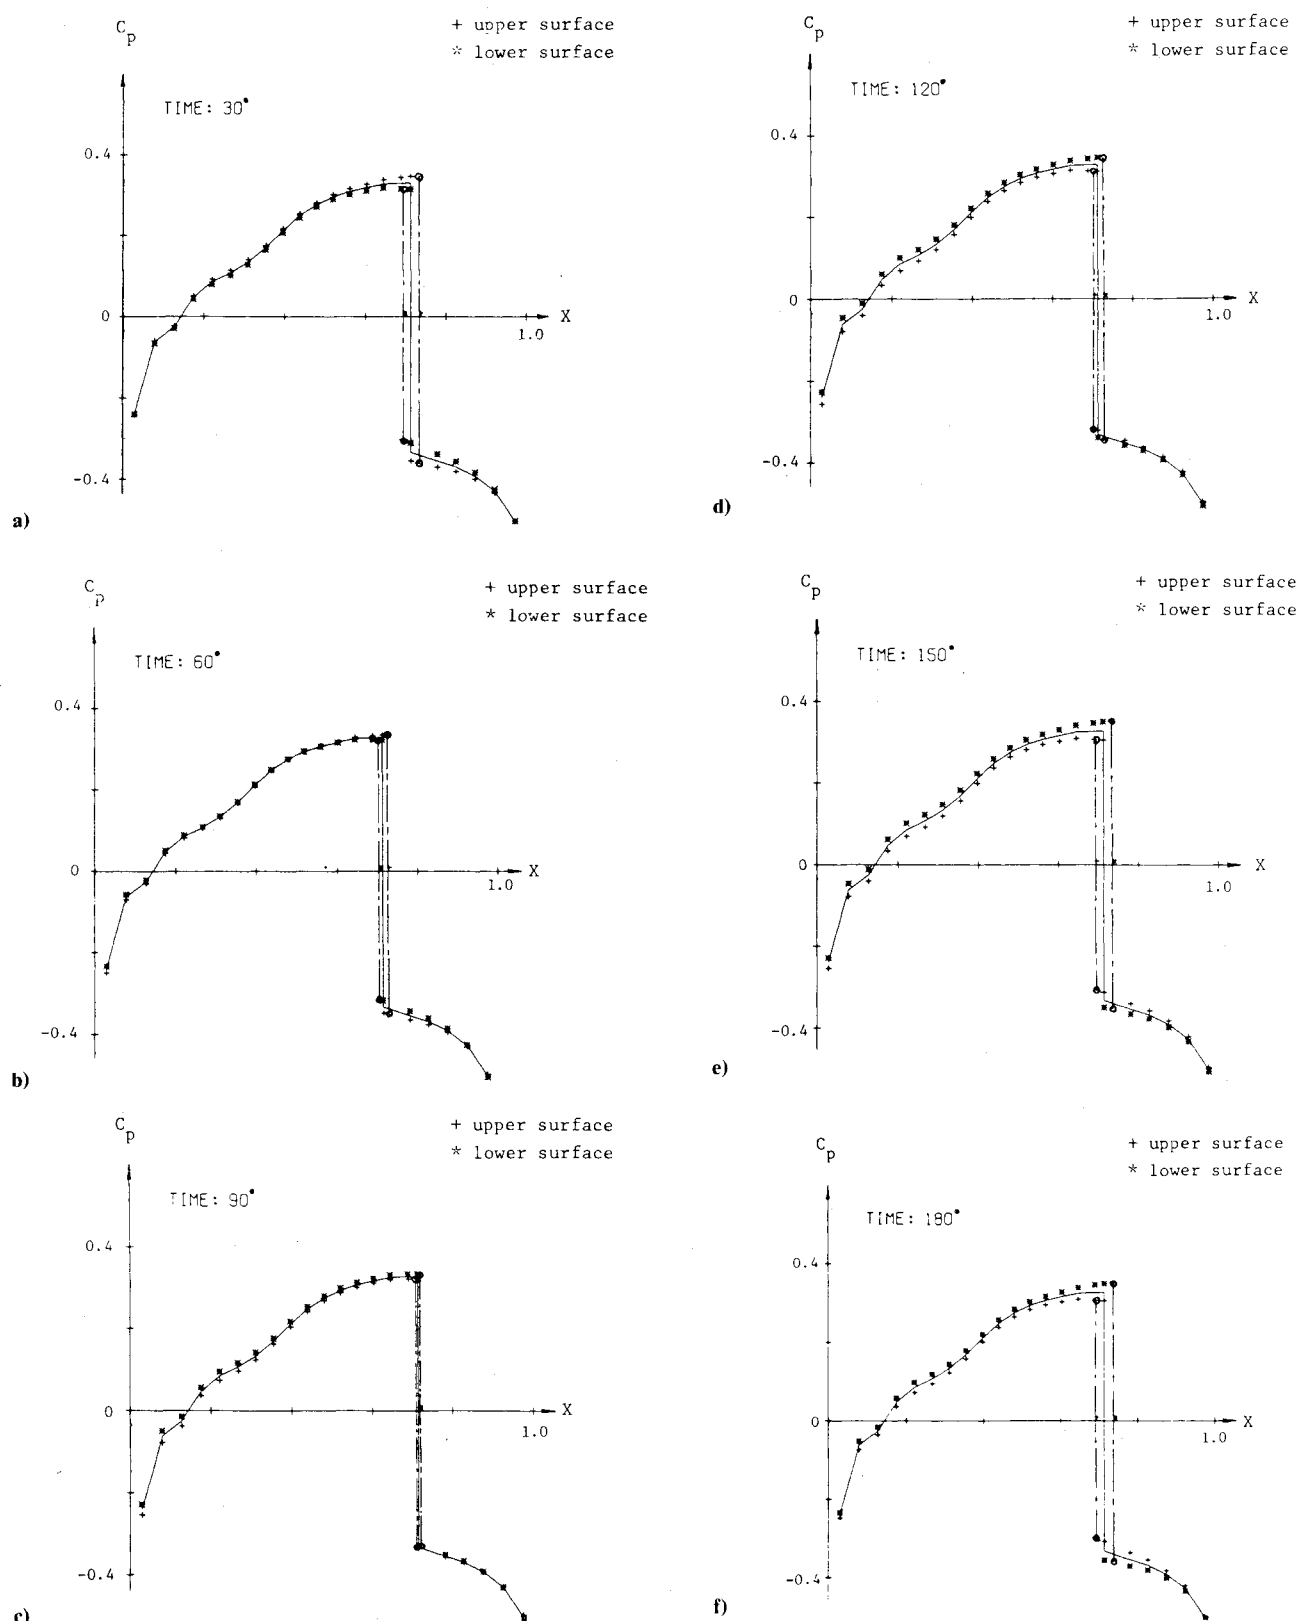 C_p
+ upper surface
* lower surface
TIME: 30°
0.4
0
X
1.0
-0.4
a)
C_p
+ upper surface
* lower surface
TIME: 60°
0.4
0
X
1.0
-0.4
b)
C_p
+ upper surface
* lower surface
TIME: 90°
0.4
0
X
1.0
-0.4
c)
C_p
+ upper surface
* lower surface
TIME: 120°
0.4
0
X
1.0
-0.4
d)
C_p
+ upper surface
* lower surface
TIME: 150°
0.4
0
X
1.0
-0.4
e)
C_p
+ upper surface
* lower surface
TIME: 180°
0.4
0
X
1.0
-0.4
f)